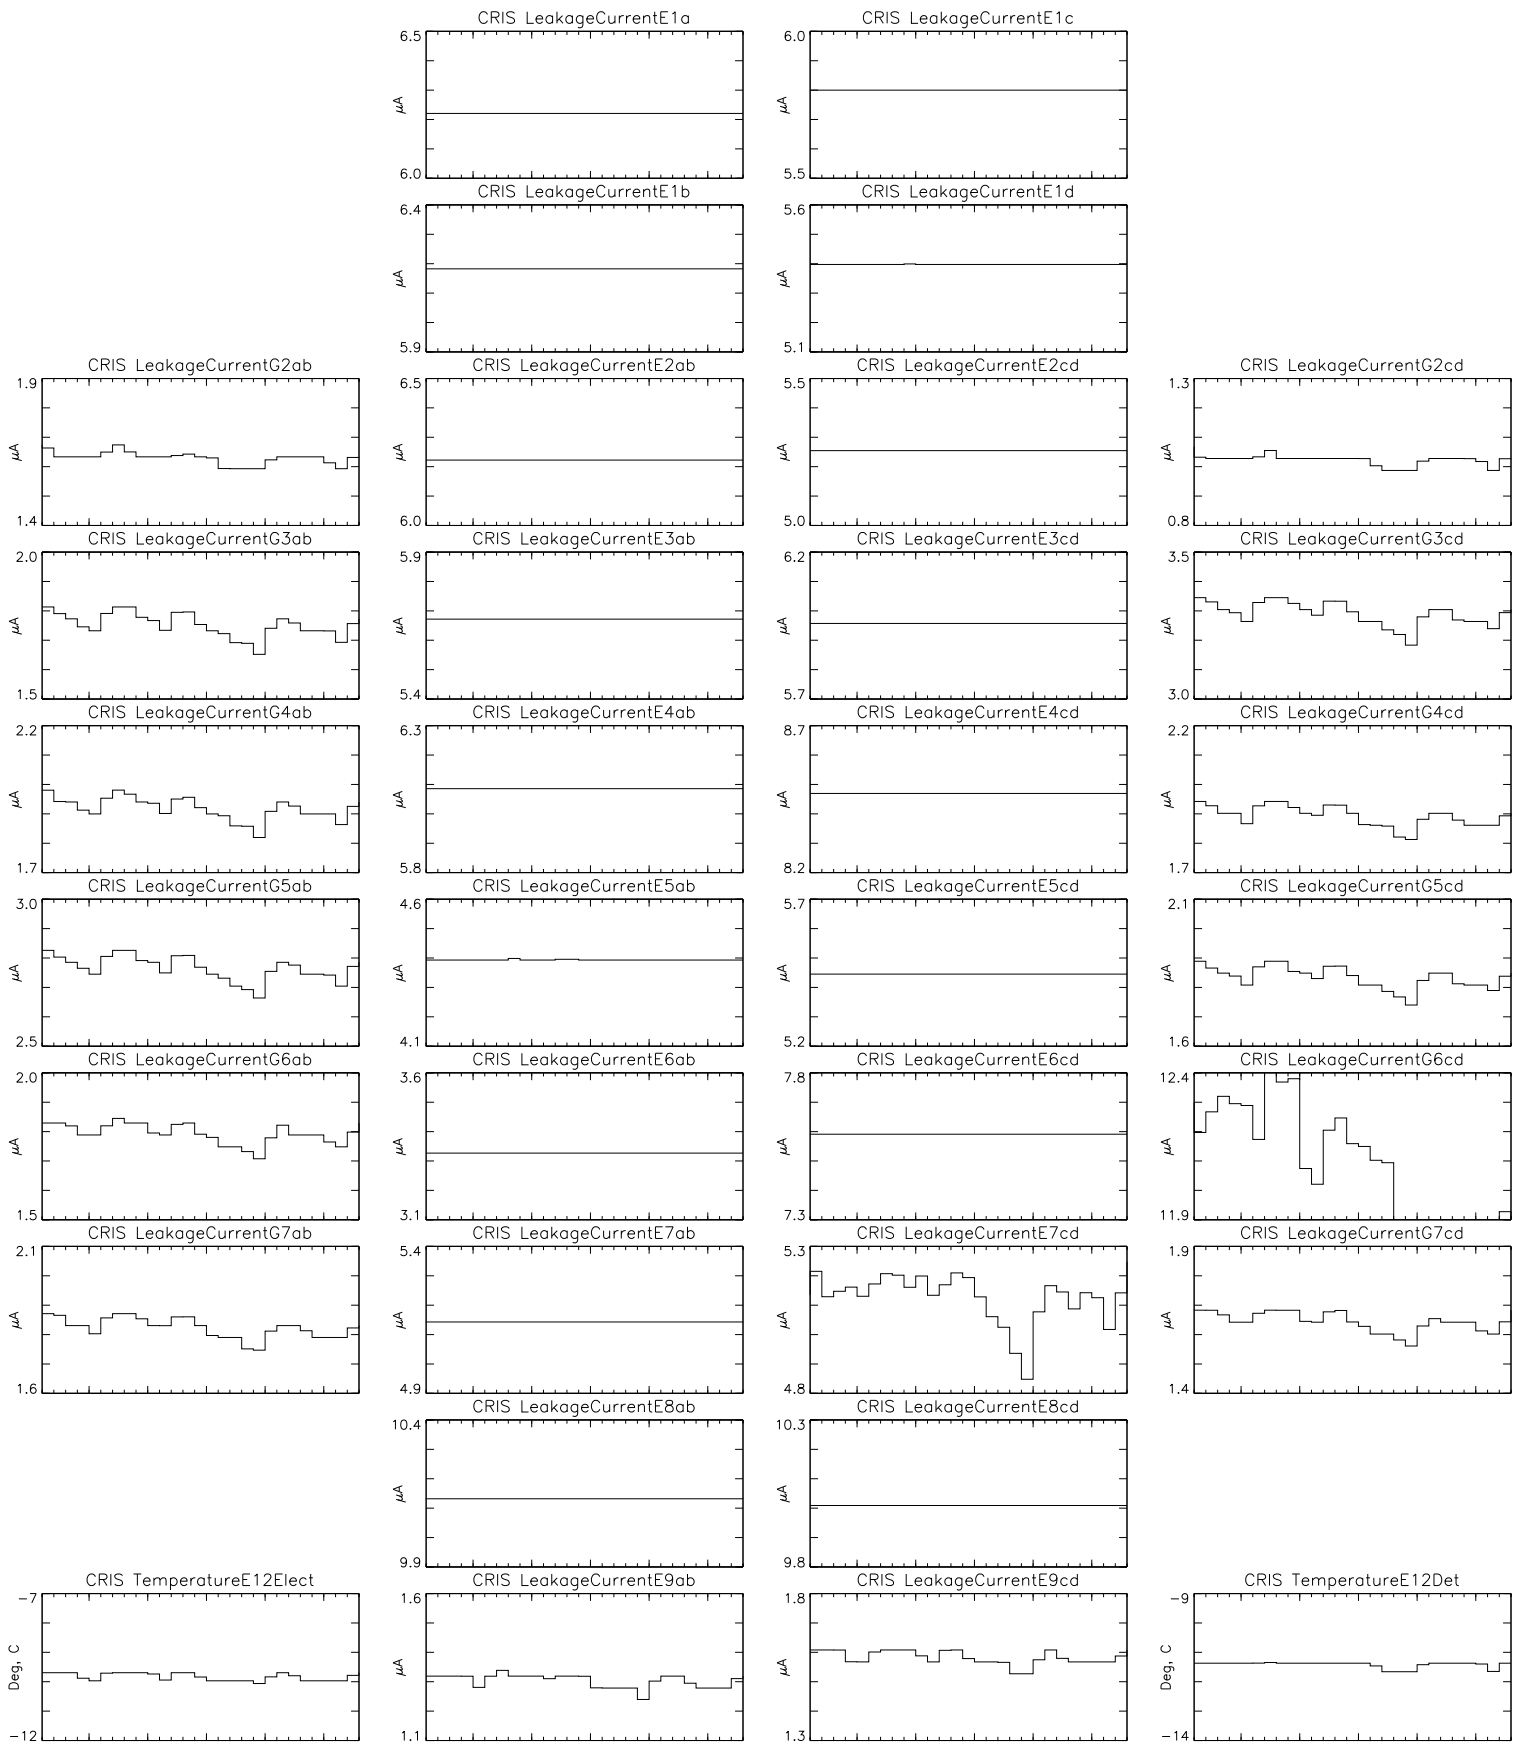 CRIS LeakageCurrentE1a
6.5
µA
6.0
CRIS LeakageCurrentE1c
6.0
µA
5.5
CRIS LeakageCurrentE1b
6.4
µA
5.9
CRIS LeakageCurrentE1d
5.6
µA
5.1
CRIS LeakageCurrentG2ab
1.9
µA
1.4
CRIS LeakageCurrentE2ab
6.5
µA
6.0
CRIS LeakageCurrentE2cd
5.5
µA
5.0
CRIS LeakageCurrentG2cd
1.3
µA
0.8
CRIS LeakageCurrentG3ab
2.0
µA
1.5
CRIS LeakageCurrentE3ab
5.9
µA
5.4
CRIS LeakageCurrentE3cd
6.2
µA
5.7
CRIS LeakageCurrentG3cd
3.5
µA
3.0
CRIS LeakageCurrentG4ab
2.2
µA
1.7
CRIS LeakageCurrentE4ab
6.3
µA
5.8
CRIS LeakageCurrentE4cd
8.7
µA
8.2
CRIS LeakageCurrentG4cd
2.2
µA
1.7
CRIS LeakageCurrentG5ab
3.0
µA
2.5
CRIS LeakageCurrentE5ab
4.6
µA
4.1
CRIS LeakageCurrentE5cd
5.7
µA
5.2
CRIS LeakageCurrentG5cd
2.1
µA
1.6
CRIS LeakageCurrentG6ab
2.0
µA
1.5
CRIS LeakageCurrentE6ab
3.6
µA
3.1
CRIS LeakageCurrentE6cd
7.8
µA
7.3
CRIS LeakageCurrentG6cd
12.4
µA
11.9
CRIS LeakageCurrentG7ab
2.1
µA
1.6
CRIS LeakageCurrentE7ab
5.4
µA
4.9
CRIS LeakageCurrentE7cd
5.3
µA
4.8
CRIS LeakageCurrentG7cd
1.9
µA
1.4
CRIS LeakageCurrentE8ab
10.4
µA
9.9
CRIS LeakageCurrentE8cd
10.3
µA
9.8
CRIS TemperatureE12Elect
-7
Deg, C
-12
CRIS LeakageCurrentE9ab
1.6
µA
1.1
CRIS LeakageCurrentE9cd
1.8
µA
1.3
CRIS TemperatureE12Det
-9
Deg, C
-14